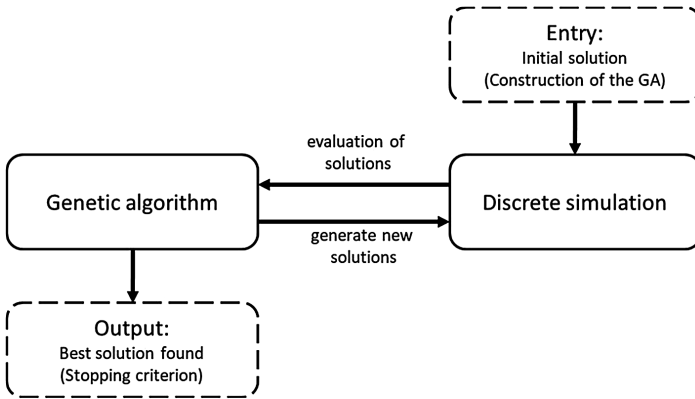 Entry:
Initial solution
(Construction of the GA)
evaluation of
solutions
Genetic algorithm
Discrete simulation
generate new
solutions
Output:
Best solution found
(Stopping criterion)